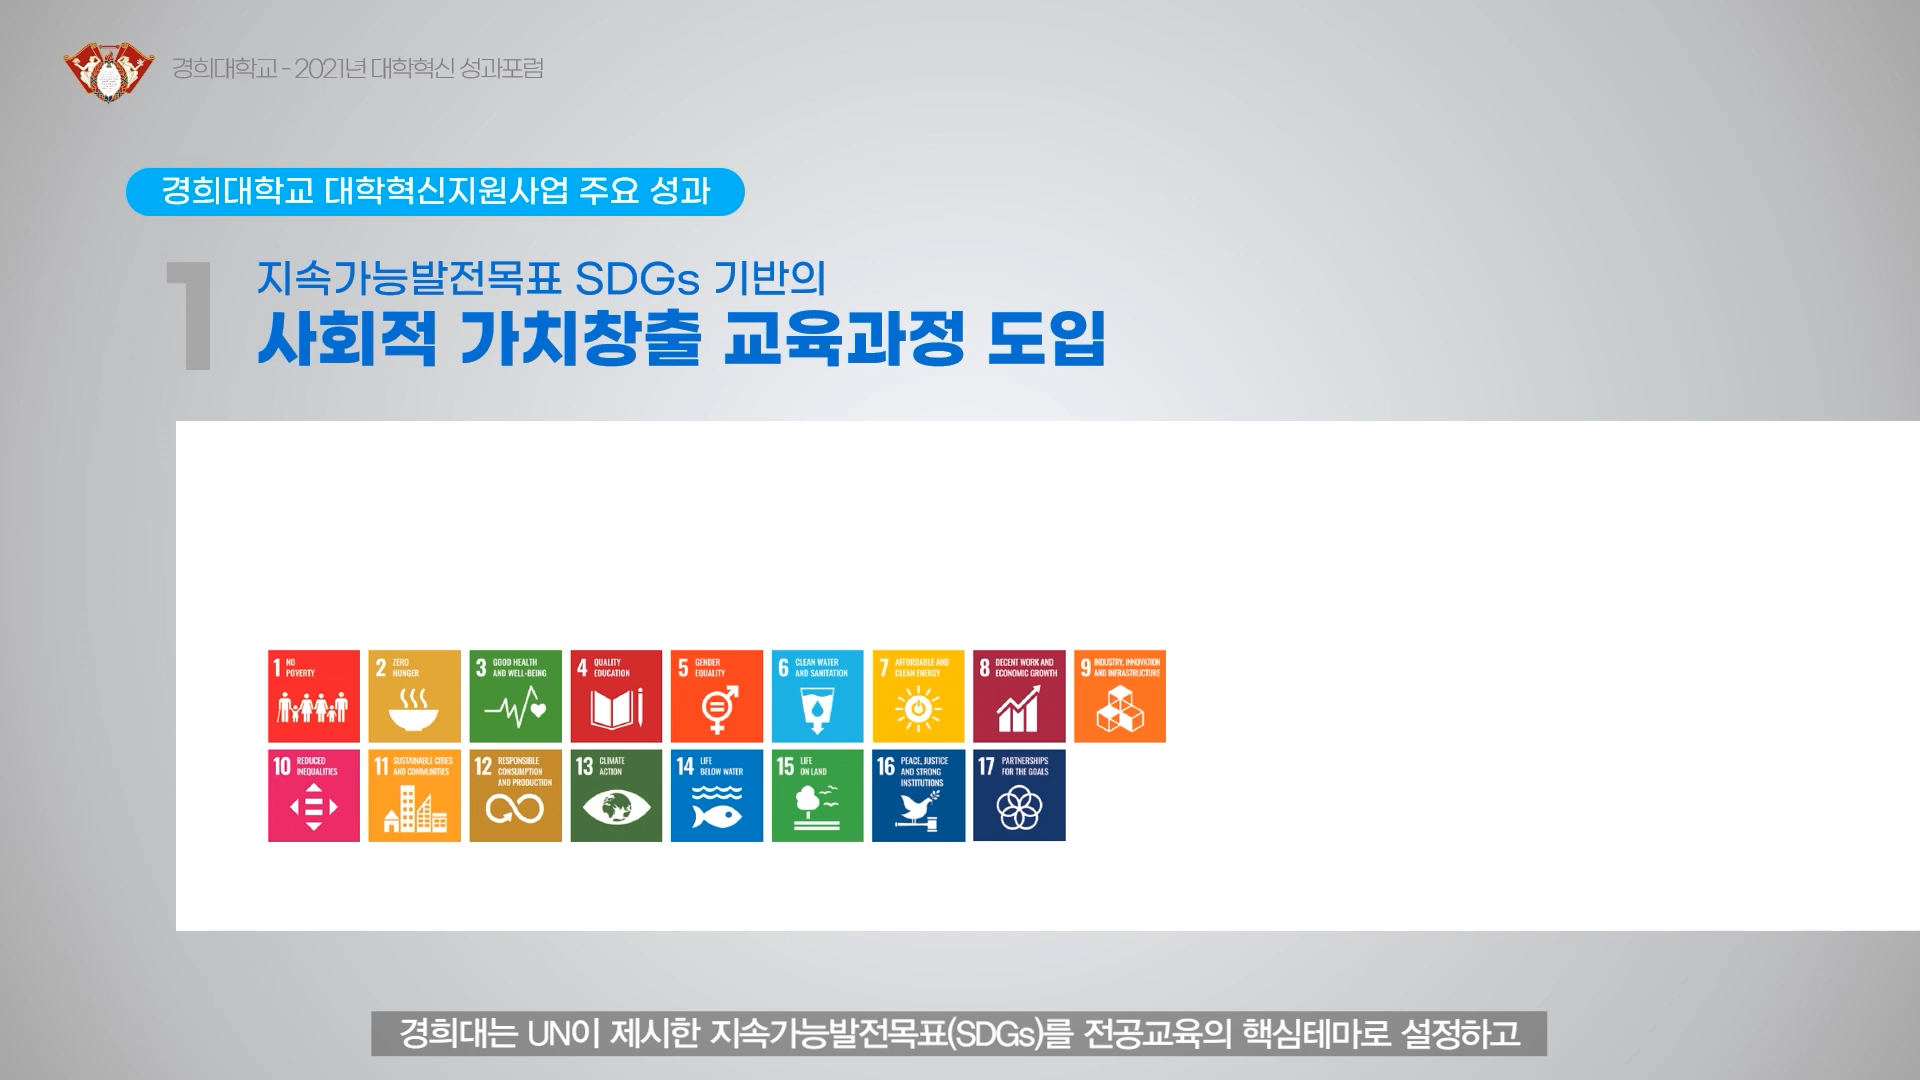 경희대학교 - 2021년 대학혁신 성과포럼
경희대학교 대학혁신지원사업 주요 성과
1
지속가능발전목표 SDGs 기반의
사회적 가치창출 교육과정 도입
1 NO
POVERTY
2 ZERO
HUNGER
3 GOOD HEALTH
AND WELL-BEING
4 QUALITY
EDUCATION
5 GENDER
EQUALITY
6 CLEAN WATER
AND SANITATION
7 AFFORDABLE AND
CLEAN ENERGY
8 DECENT WORK AND
ECONOMIC GROWTH
9 INDUSTRY, INNOVATION
AND INFRASTRUCTURE
10 REDUCED
INEQUALITIES
11 SUSTAINABLE CITIES
AND COMMUNITIES
12 RESPONSIBLE
CONSUMPTION
AND PRODUCTION
13 CLIMATE
ACTION
14 LIFE
BELOW WATER
15 LIFE
ON LAND
16 PEACE, JUSTICE
AND STRONG
INSTITUTIONS
17 PARTNERSHIPS
FOR THE GOALS
경희대는 UN이 제시한 지속가능발전목표(SDGs)를 전공교육의 핵심테마로 설정하고